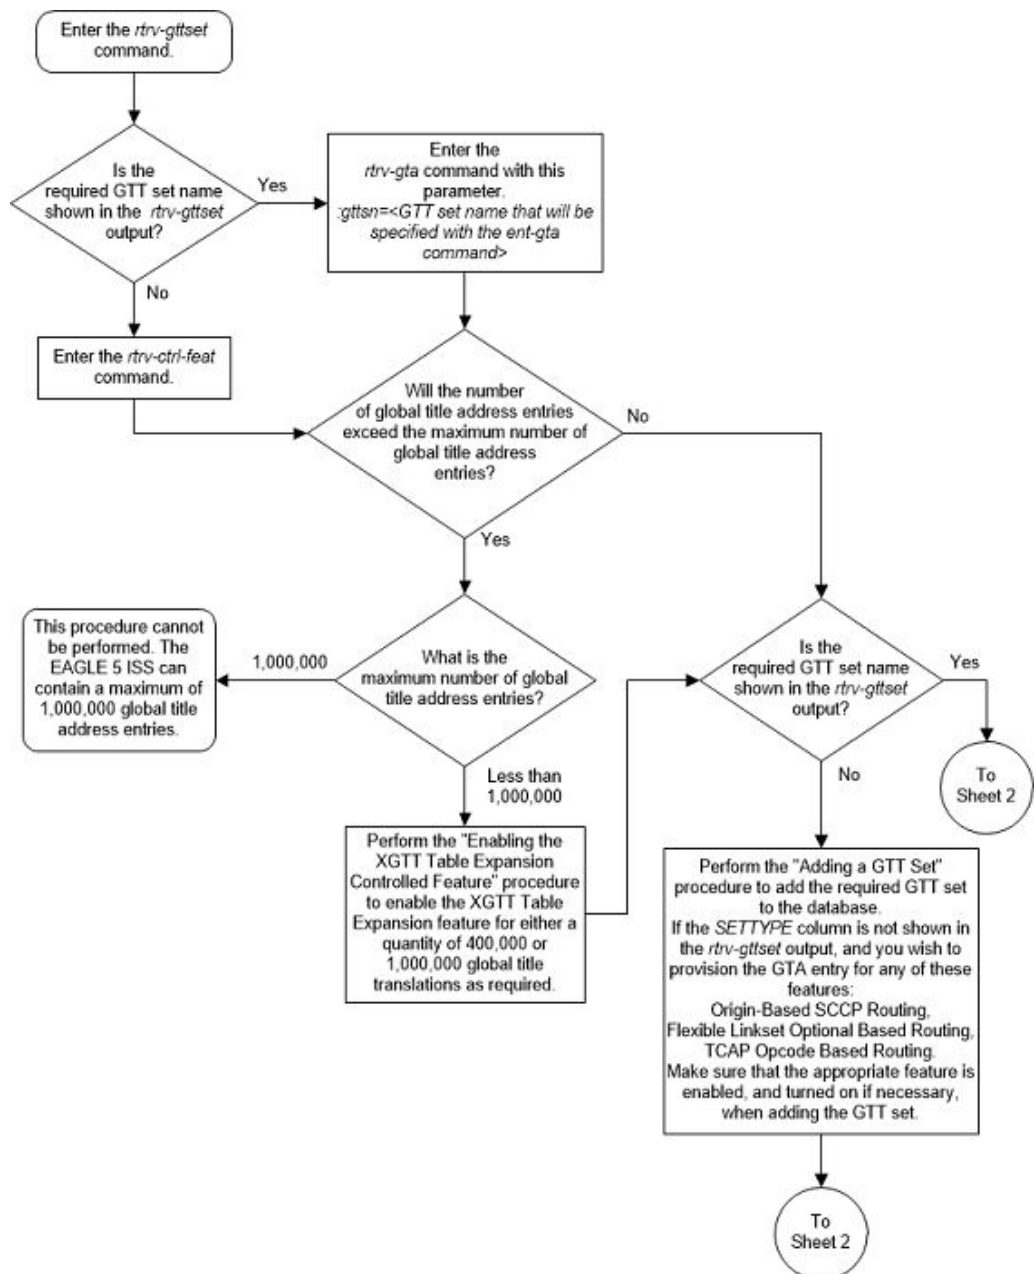 Enter the rtrv-gttset
command.
Is the
required GTT set name
shown in the rtrv-gttset
output?
Yes
No
Enter the
rtrv-gta command with this
parameter.
:gttsn=<GTT set name that will be
specified with the ent-gta
command>
Enter the rtrv-ctrl-feat
command.
Will the number
of global title address entries
exceed the maximum number of
global title address
entries?
No
Yes
This procedure cannot
be performed. The
EAGLE 5 ISS can
contain a maximum of
1,000,000 global title
address entries.
1,000,000
What is the
maximum number of global
title address entries?
Less than
1,000,000
Is the
required GTT set name
shown in the rtrv-gttset
output?
Yes
No
To
Sheet 2
Perform the "Enabling the
XGTT Table Expansion
Controlled Feature" procedure
to enable the XGTT Table
Expansion feature for either a
quantity of 400,000 or
1,000,000 global title
translations as required.
Perform the "Adding a GTT Set"
procedure to add the required GTT set
to the database.
If the SETTYPE column is not shown in
the rtrv-gttset output, and you wish to
provision the GTA entry for any of these
features:
Origin-Based SCCP Routing,
Flexible Linkset Optional Based Routing,
TCAP Opcode Based Routing.
Make sure that the appropriate feature is
enabled, and turned on if necessary,
when adding the GTT set.
To
Sheet 2